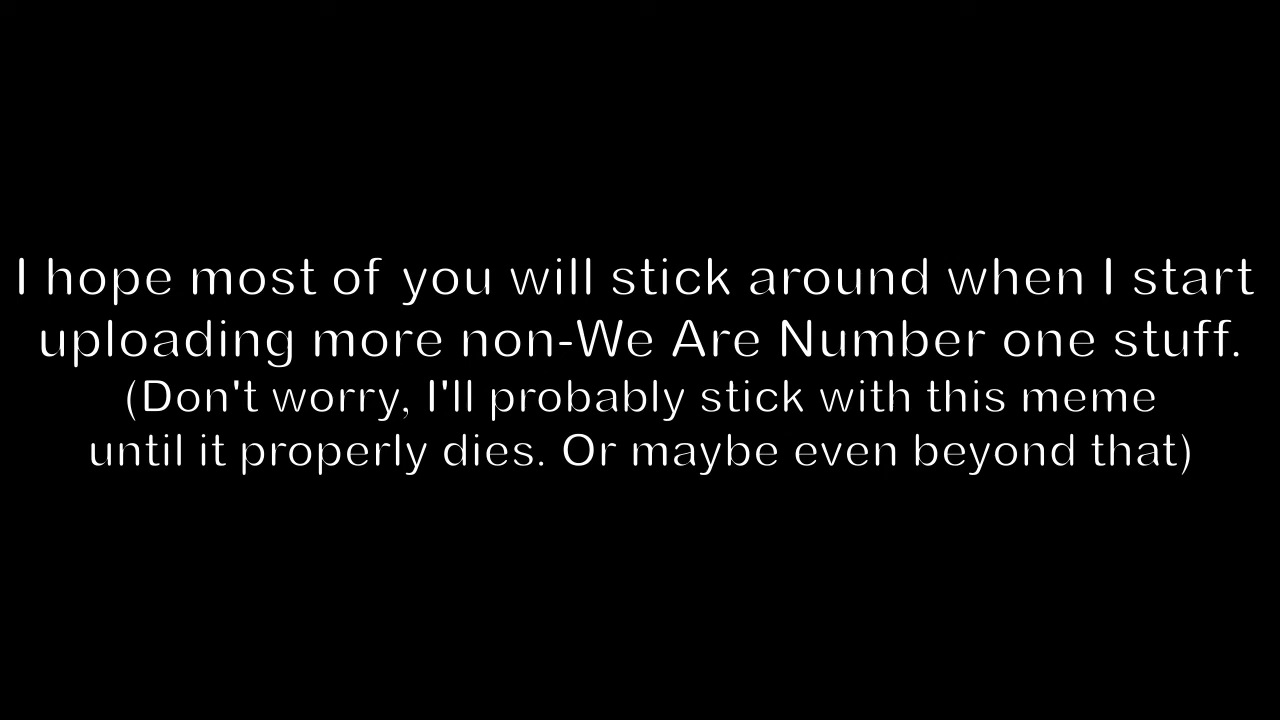 I hope most of you will stick around when I start
uploading more non-We Are Number one stuff.
(Don't worry, I'll probably stick with this meme
until it properly dies. Or maybe even beyond that)